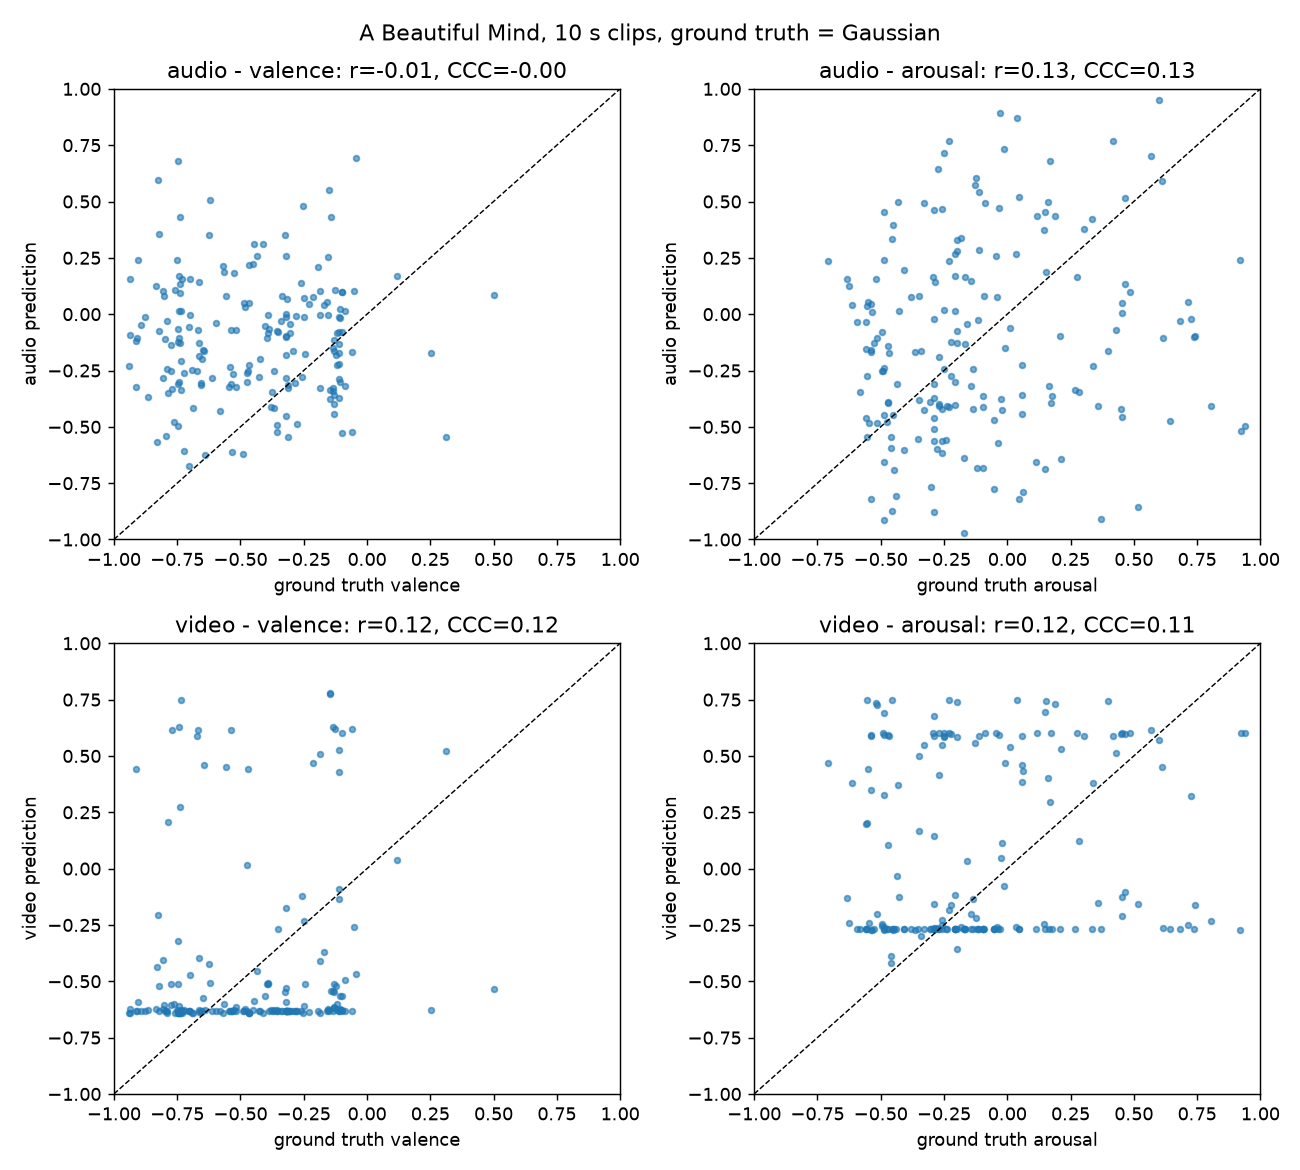 A Beautiful Mind, 10 s clips, ground truth = Gaussian
audio - valence: r=-0.01, CCC=-0.00
audio - arousal: r=0.13, CCC=0.13
1.00
0.75
0.50
0.25
0.00
−0.25
−0.50
−0.75
−1.00
audio prediction
−1.00 −0.75 −0.50 −0.25 0.00 0.25 0.50 0.75 1.00
ground truth valence
1.00
0.75
0.50
0.25
0.00
−0.25
−0.50
−0.75
−1.00
audio prediction
−1.00 −0.75 −0.50 −0.25 0.00 0.25 0.50 0.75 1.00
ground truth arousal
video - valence: r=0.12, CCC=0.12
video - arousal: r=0.12, CCC=0.11
1.00
0.75
0.50
0.25
0.00
−0.25
−0.50
−0.75
−1.00
video prediction
−1.00 −0.75 −0.50 −0.25 0.00 0.25 0.50 0.75 1.00
ground truth valence
1.00
0.75
0.50
0.25
0.00
−0.25
−0.50
−0.75
−1.00
video prediction
−1.00 −0.75 −0.50 −0.25 0.00 0.25 0.50 0.75 1.00
ground truth arousal